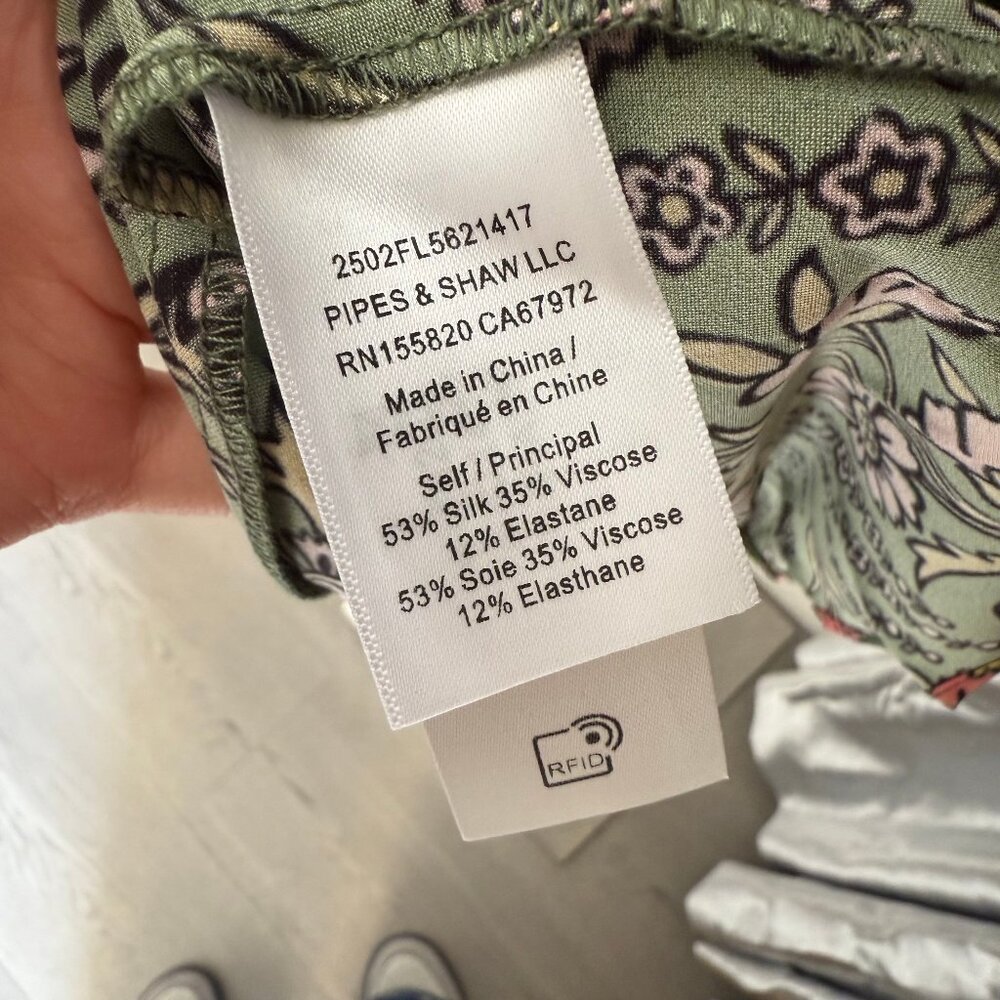 2502FL5621417
PIPES & SHAW LLC
RN155820 CA67972
Made in China /
Fabriqué en Chine
Self / Principal
53% Silk 35% Viscose
12% Elastane
53% Soie 35% Viscose
12% Elasthane
RFID